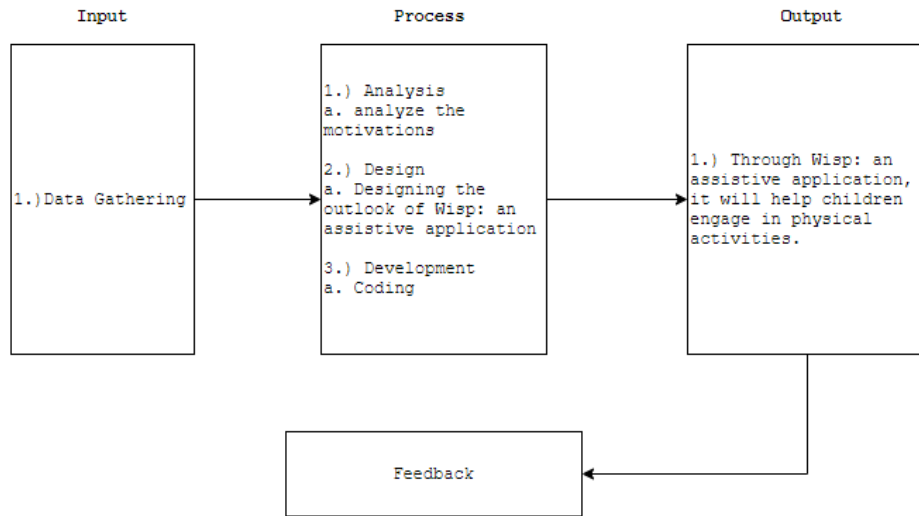 Input
Process
Output
1.)Data Gathering
1.) Analysis
a. analyze the
motivations
2.) Design
a. Designing the
outlook of Wisp: an
assistive application
3.) Development
a. Coding
1.) Through Wisp: an
assistive application,
it will help children
engage in physical
activities.
Feedback